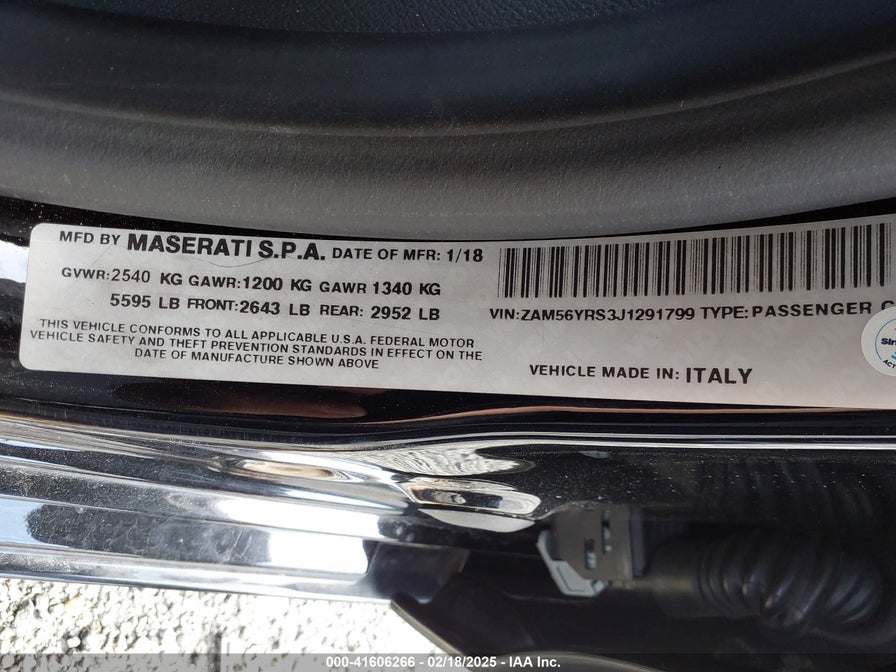 MFD BY MASERATI S.P.A. DATE OF MFR: 1/18
GVWR:2540 KG GAWR:1200 KG GAWR 1340 KG
5595 LB FRONT:2643 LB REAR: 2952 LB
THIS VEHICLE CONFORMS TO ALL APPLICABLE U.S.A. FEDERAL MOTOR
VEHICLE SAFETY AND THEFT PREVENTION STANDARDS IN EFFECT ON THE
DATE OF MANUFACTURE SHOWN ABOVE
VIN:ZAM56YRS3J1291799 TYPE:PASSENGER
VEHICLE MADE IN: ITALY
000-41606266 - 02/18/2025 - IAA Inc.